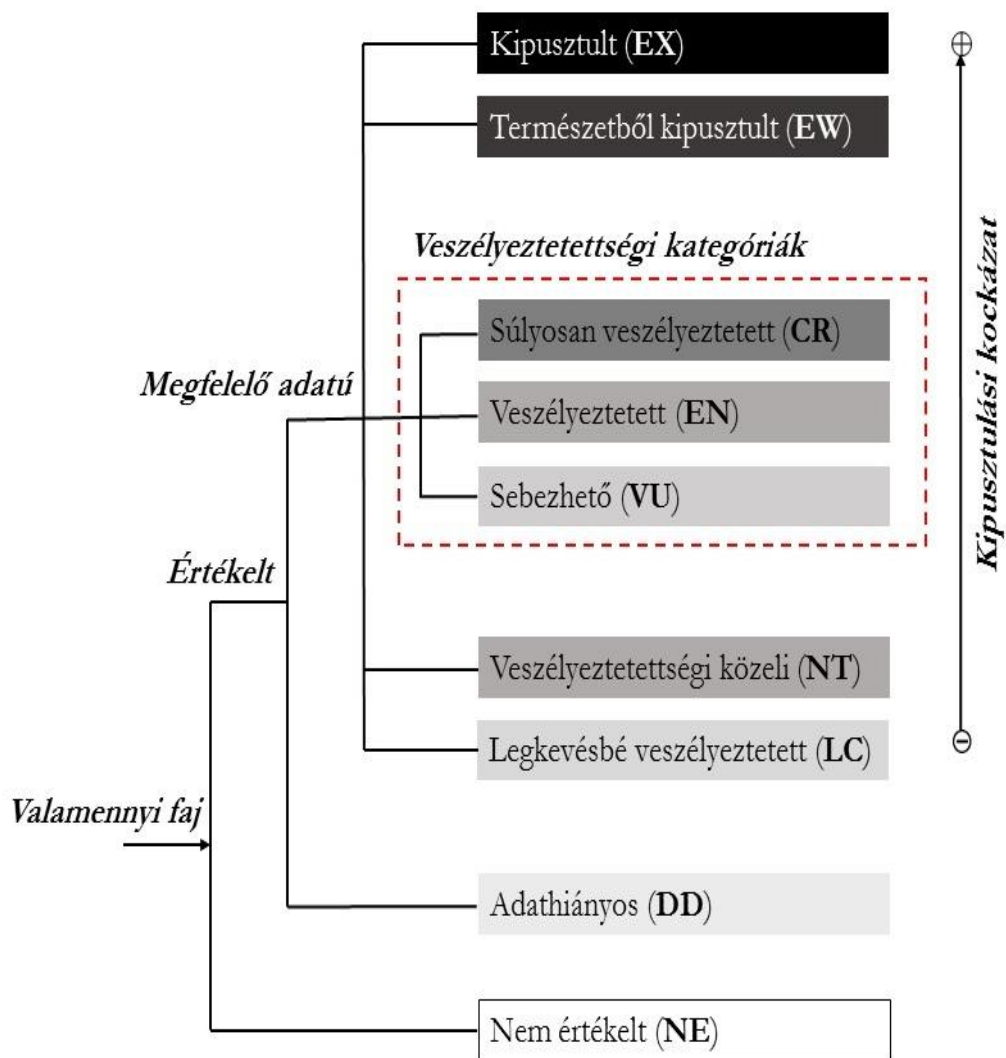 Kipusztult (EX)
Természetből kipusztult (EW)
Veszélyeztetettségi kategóriák
Súlyosan veszélyeztetett (CR)
Megfelelő adatú
Veszélyeztetett (EN)
Sebezhető (VU)
Értékelt
Veszélyeztetettségi közeli (NT)
Legkevésbé veszélyeztetett (LC)
Valamennyi faj
Adathiányos (DD)
Nem értékelt (NE)
Kipusztulási kockázat
+
-